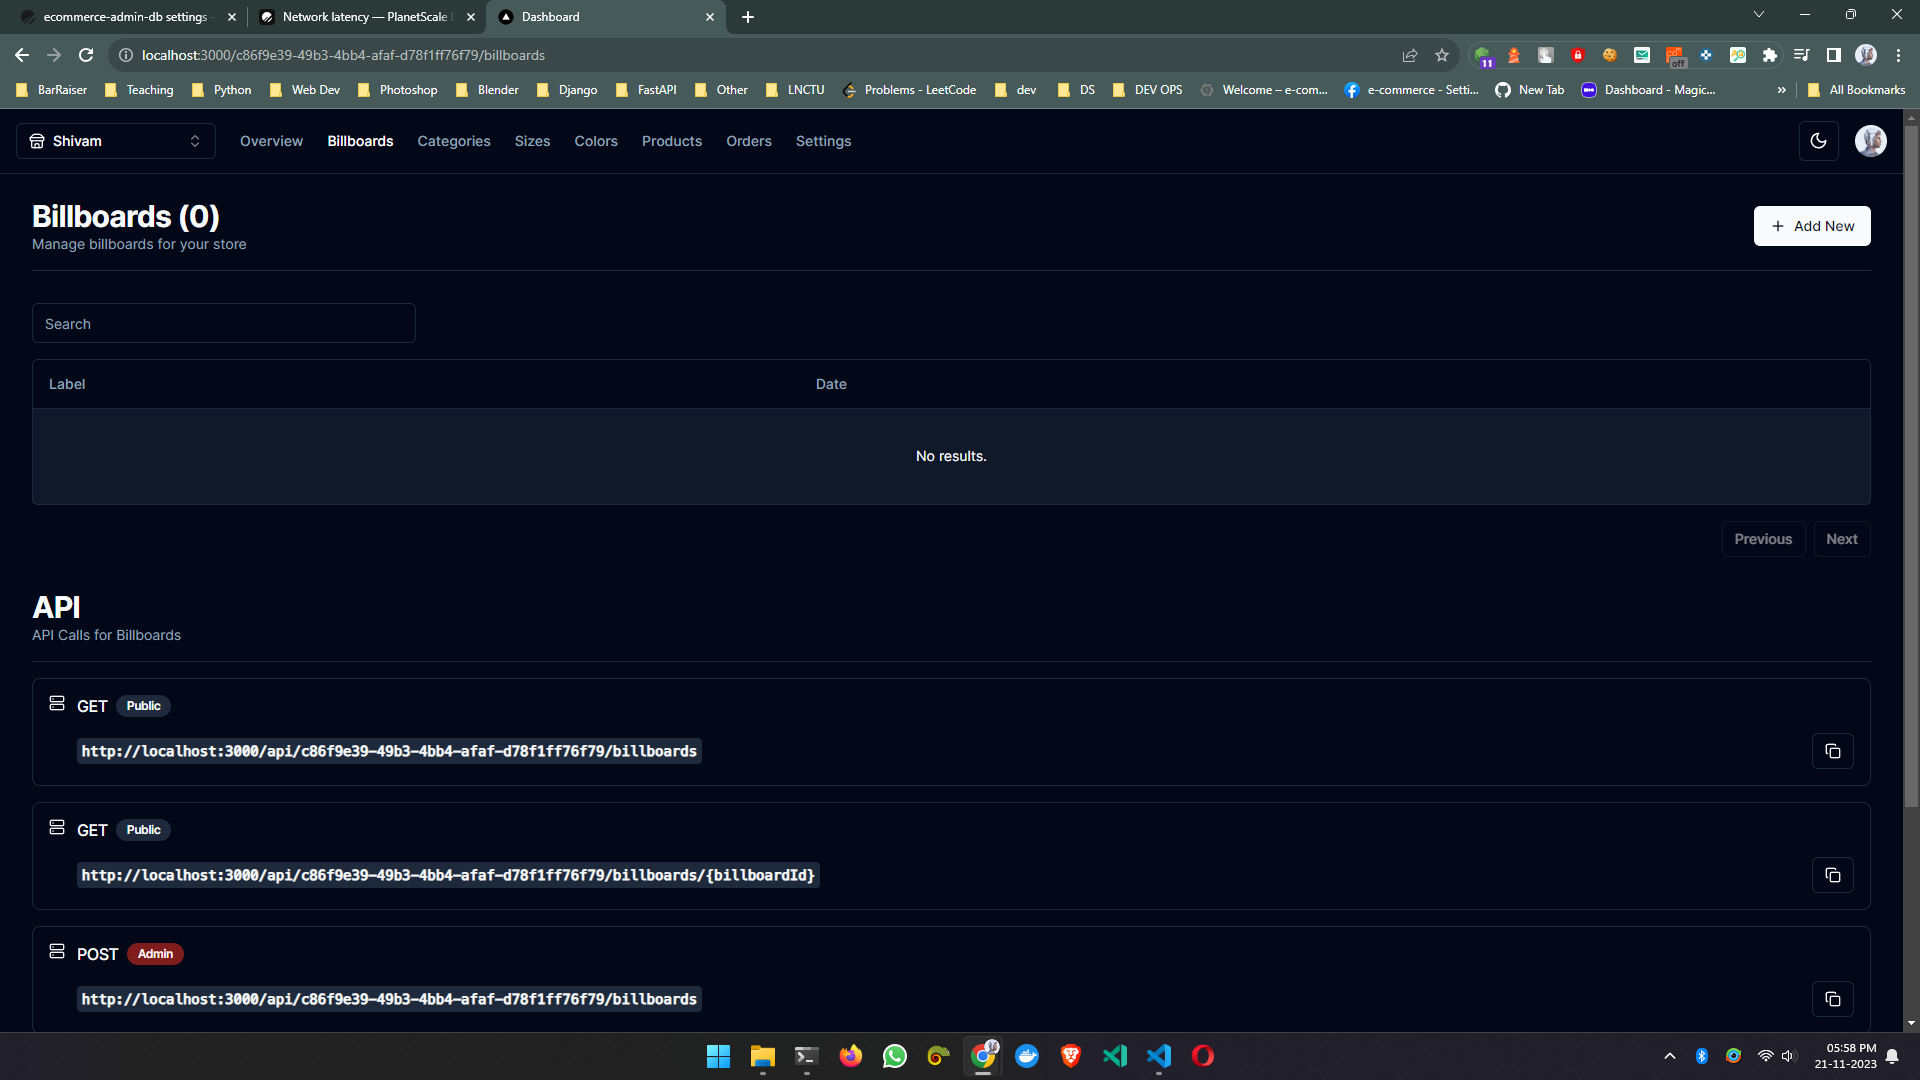 ecommerce-admin-db settings
Network latency — PlanetScale
Dashboard
localhost:3000/c86f9e39-49b3-4bb4-afaf-d78f1ff76f79/billboards
11
off
BarRaiser
Teaching
Python
Web Dev
Photoshop
Blender
Django
FastAPI
Other
LNCTU
Problems - LeetCode
dev
DS
DEV OPS
Welcome – e-com...
e-commerce - Setti...
New Tab
Dashboard - Magic...
»
All Bookmarks
Shivam
Overview
Billboards
Categories
Sizes
Colors
Products
Orders
Settings
Billboards (0)
Manage billboards for your store
+ Add New
Search
Label
Date
No results.
Previous
Next
API
API Calls for Billboards
GET Public
http://localhost:3000/api/c86f9e39-49b3-4bb4-afaf-d78f1ff76f79/billboards
GET Public
http://localhost:3000/api/c86f9e39-49b3-4bb4-afaf-d78f1ff76f79/billboards/{billboardId}
POST Admin
http://localhost:3000/api/c86f9e39-49b3-4bb4-afaf-d78f1ff76f79/billboards
05:58 PM
21-11-2023